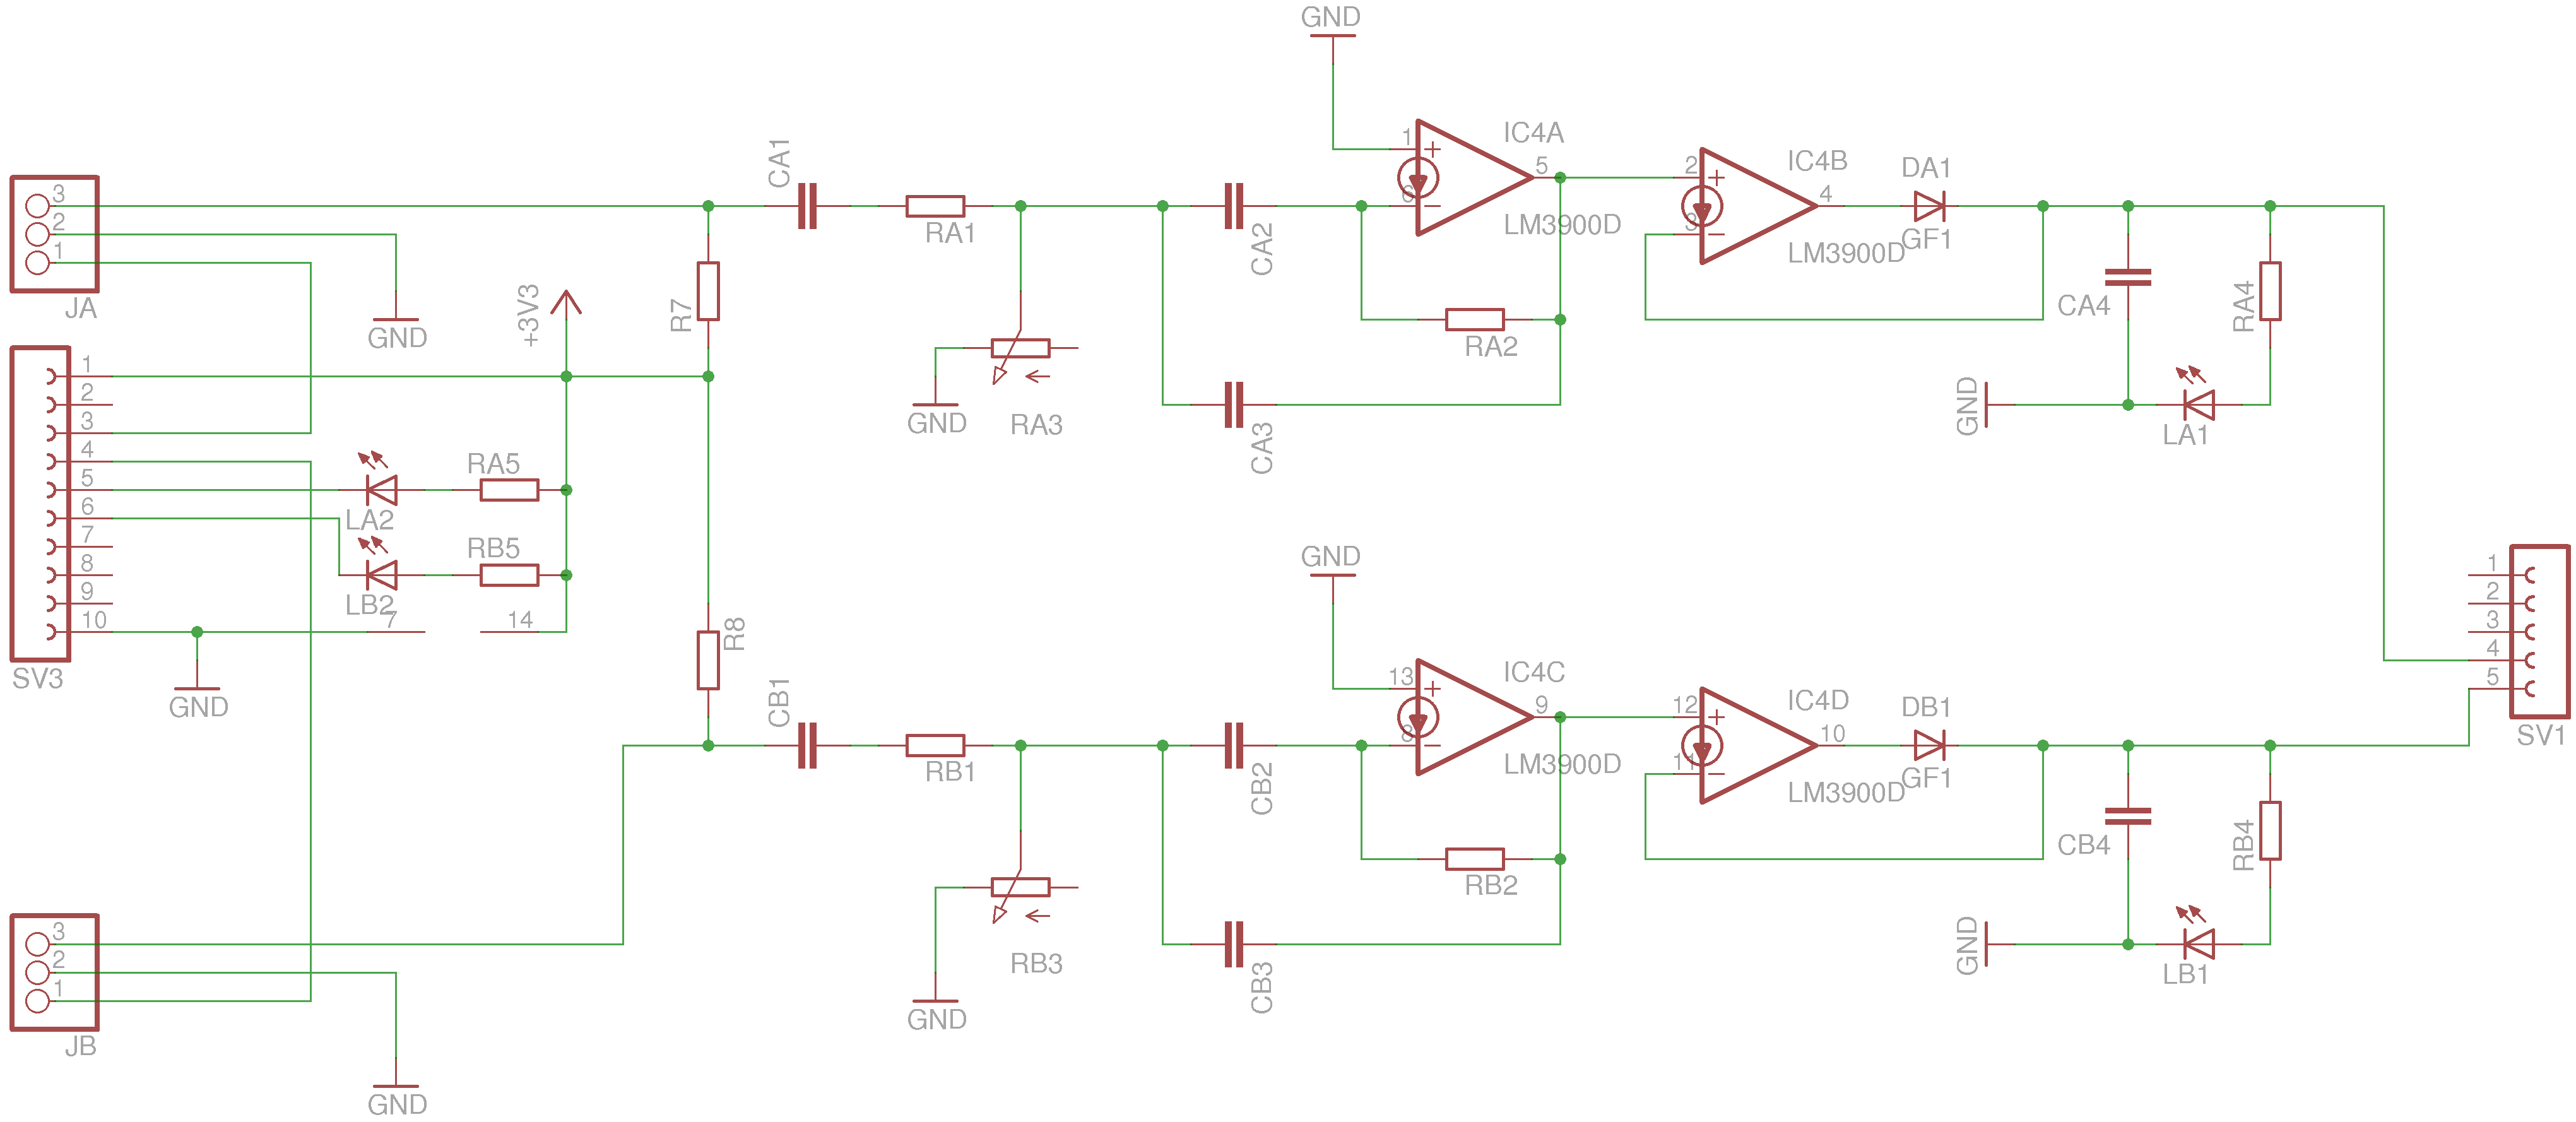 GND
CA1
1
IC4A
5
6
LM3900D
2
IC4B
4
3
LM3900D
DA1
GF1
3
2
1
JA
GND
+3V3
R7
RA1
CA2
RA2
GND
RA3
CA3
CA4
RA4
GND
LA1
1
2
3
4
5
6
7
8
9
10
SV3
LA2
RA5
LB2
RB5
7
14
GND
R8
CB1
GND
13
IC4C
9
8
LM3900D
12
IC4D
10
11
LM3900D
DB1
GF1
1
2
3
4
5
SV1
RB1
CB2
RB2
RB3
GND
CB3
CB4
RB4
GND
LB1
3
2
1
JB
GND